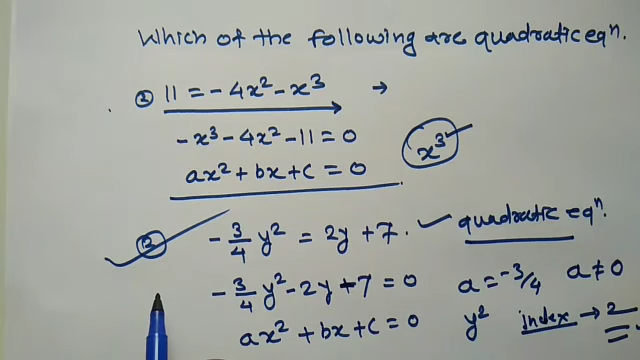 Which of the following are quadratic eqⁿ.
① 11 = -4x² - x³ →
-x³ - 4x² - 11 = 0
x³ ✓
ax² + bx + c = 0
② -3/4 y² = 2y + 7. ✓ quadratic eqⁿ.
-3/4 y² - 2y - 7 = 0 a = -3/4 a ≠ 0
ax² + bx + c = 0 y² index → 2